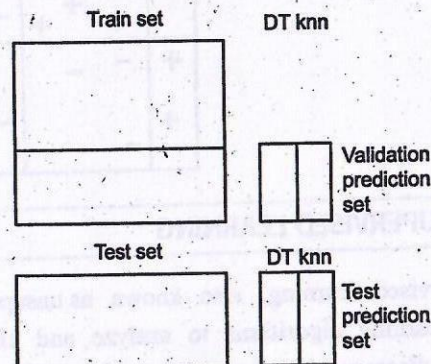 Train set
DT knn
Validation
prediction
set
Test set
DT knn
Test
prediction
set